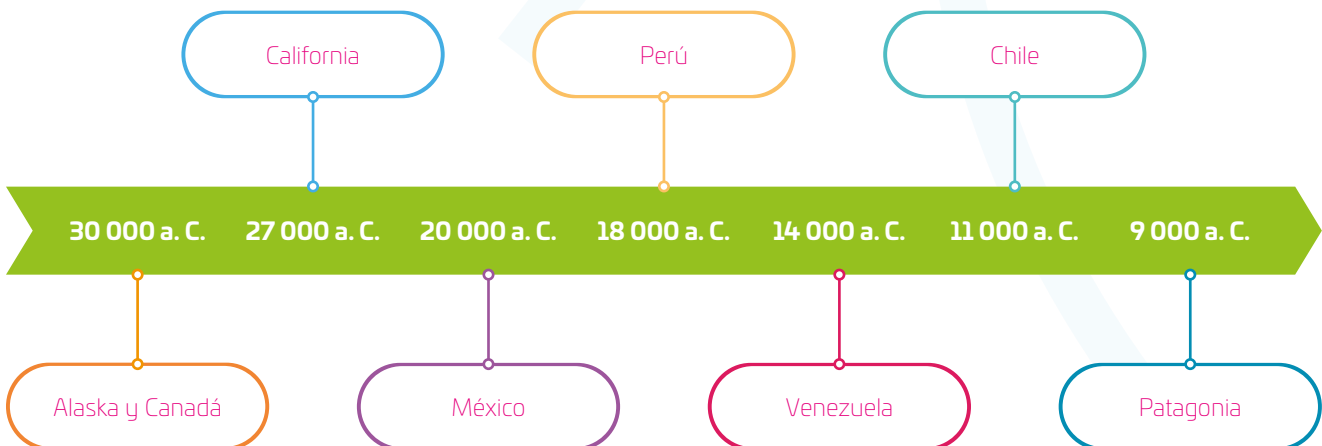 California
Perú
Chile
30 000 a. C.
27 000 a. C.
20 000 a. C.
18 000 a. C.
14 000 a. C.
11 000 a. C.
9 000 a. C.
Alaska y Canadá
México
Venezuela
Patagonia